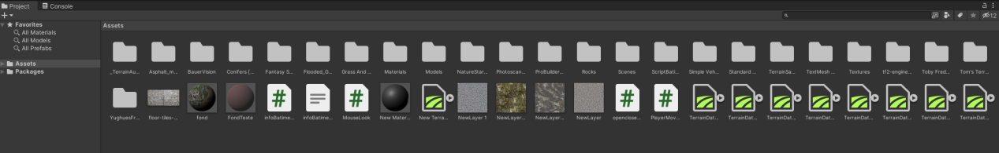 Project
Console
12
Favorites
All Materials
All Models
All Prefabs
Assets
Packages
Assets
_TerrainAu...
Asphalt_m...
BauerVision
Conifers [...
Fantasy S...
Flooded_G...
Grass And ...
Materials
Models
NatureStar...
Photoscan...
ProBuilder...
Rocks
Scenes
ScriptBati...
Simple Veh...
Standard ...
TerrainSa...
TextMesh ...
Textures
tf2-engine...
Toby Fred...
Tom's Terr...
YughuesFr...
floor-tiles-...
fond
FondTexte
infoBatime...
infoBatime...
MouseLook
New Mater...
New Terra...
NewLayer 1
NewLayer...
NewLayer...
NewLayer
openclose...
PlayerMov...
TerrainDat...
TerrainDat...
TerrainDat...
TerrainDat...
TerrainDat...
TerrainDat...
TerrainDat...
TerrainDat...